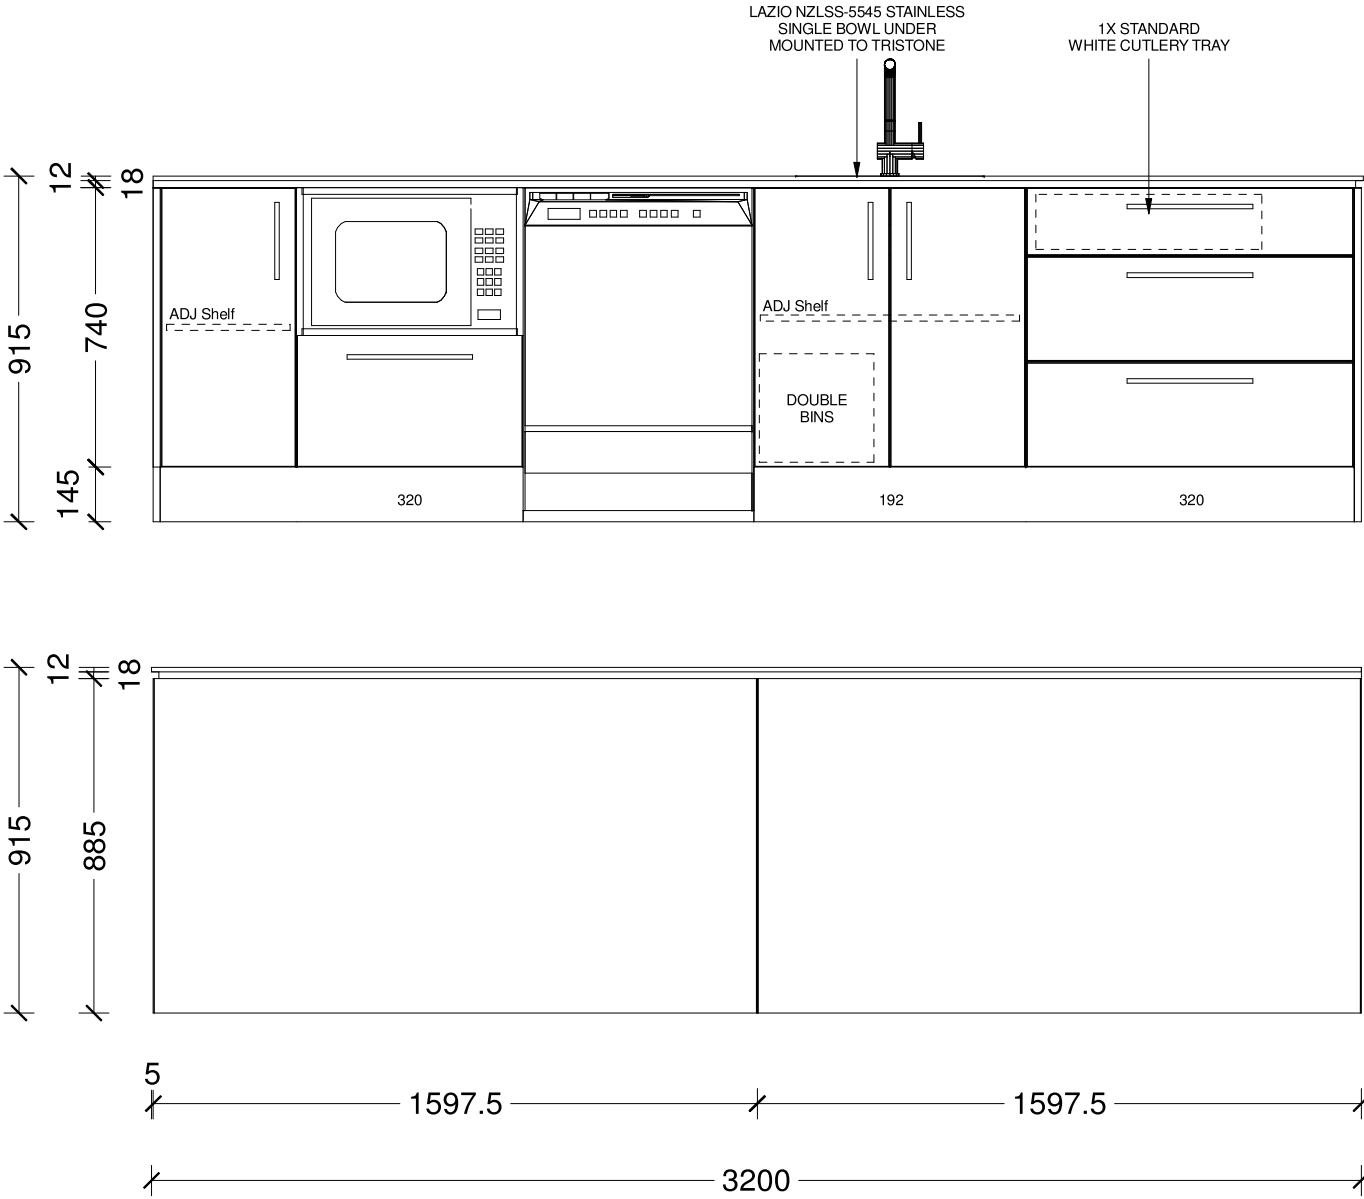 LAZIO NZLSS-5545 STAINLESS
SINGLE BOWL UNDER
MOUNTED TO TRISTONE
1X STANDARD
WHITE CUTLERY TRAY
12
18
915
740
145
ADJ Shelf
ADJ Shelf
DOUBLE
BINS
320
192
320
12
18
915
885
5
1597.5
1597.5
3200